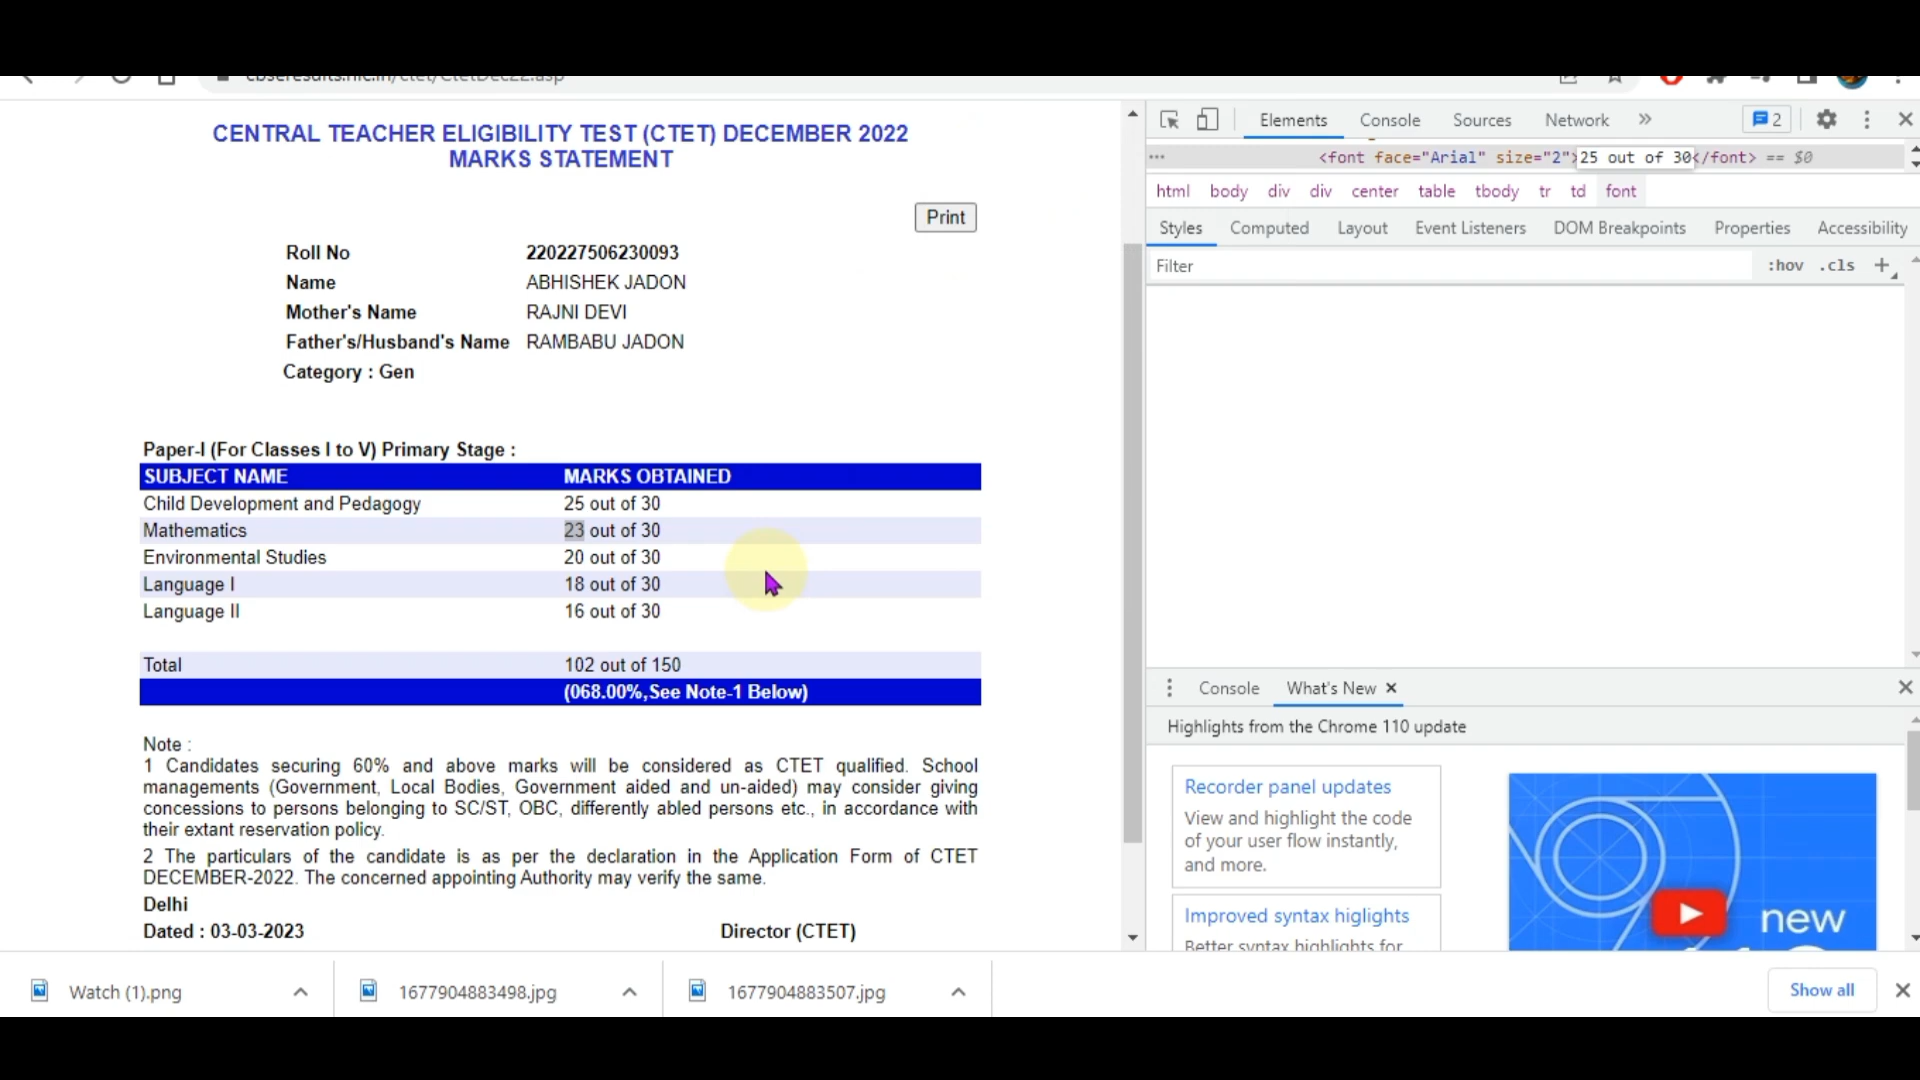 cbseresults.nic.in/ctet/CtetDec22.asp
CENTRAL TEACHER ELIGIBILITY TEST (CTET) DECEMBER 2022
MARKS STATEMENT
Print
Roll No 220227506230093
Name ABHISHEK JADON
Mother's Name RAJNI DEVI
Father's/Husband's Name RAMBABU JADON
Category : Gen
Paper-I (For Classes I to V) Primary Stage :
SUBJECT NAME MARKS OBTAINED
Child Development and Pedagogy 25 out of 30
Mathematics 23 out of 30
Environmental Studies 20 out of 30
Language I 18 out of 30
Language II 16 out of 30
Total 102 out of 150
(068.00%,See Note-1 Below)
Note :
1 Candidates securing 60% and above marks will be considered as CTET qualified. School
managements (Government, Local Bodies, Government aided and un-aided) may consider giving
concessions to persons belonging to SC/ST, OBC, differently abled persons etc., in accordance with
their extant reservation policy.
2 The particulars of the candidate is as per the declaration in the Application Form of CTET
DECEMBER-2022. The concerned appointing Authority may verify the same.
Delhi
Dated : 03-03-2023 Director (CTET)
Elements Console Sources Network » 2
<font face="Arial" size="2">25 out of 30</font> == $0
html body div div center table tbody tr td font
Styles Computed Layout Event Listeners DOM Breakpoints Properties Accessibility
Filter :hov .cls +
Console What's New ×
Highlights from the Chrome 110 update
Recorder panel updates
View and highlight the code
of your user flow instantly,
and more.
Improved syntax higlights
Better syntax highlights for
new
Watch (1).png 1677904883498.jpg 1677904883507.jpg Show all